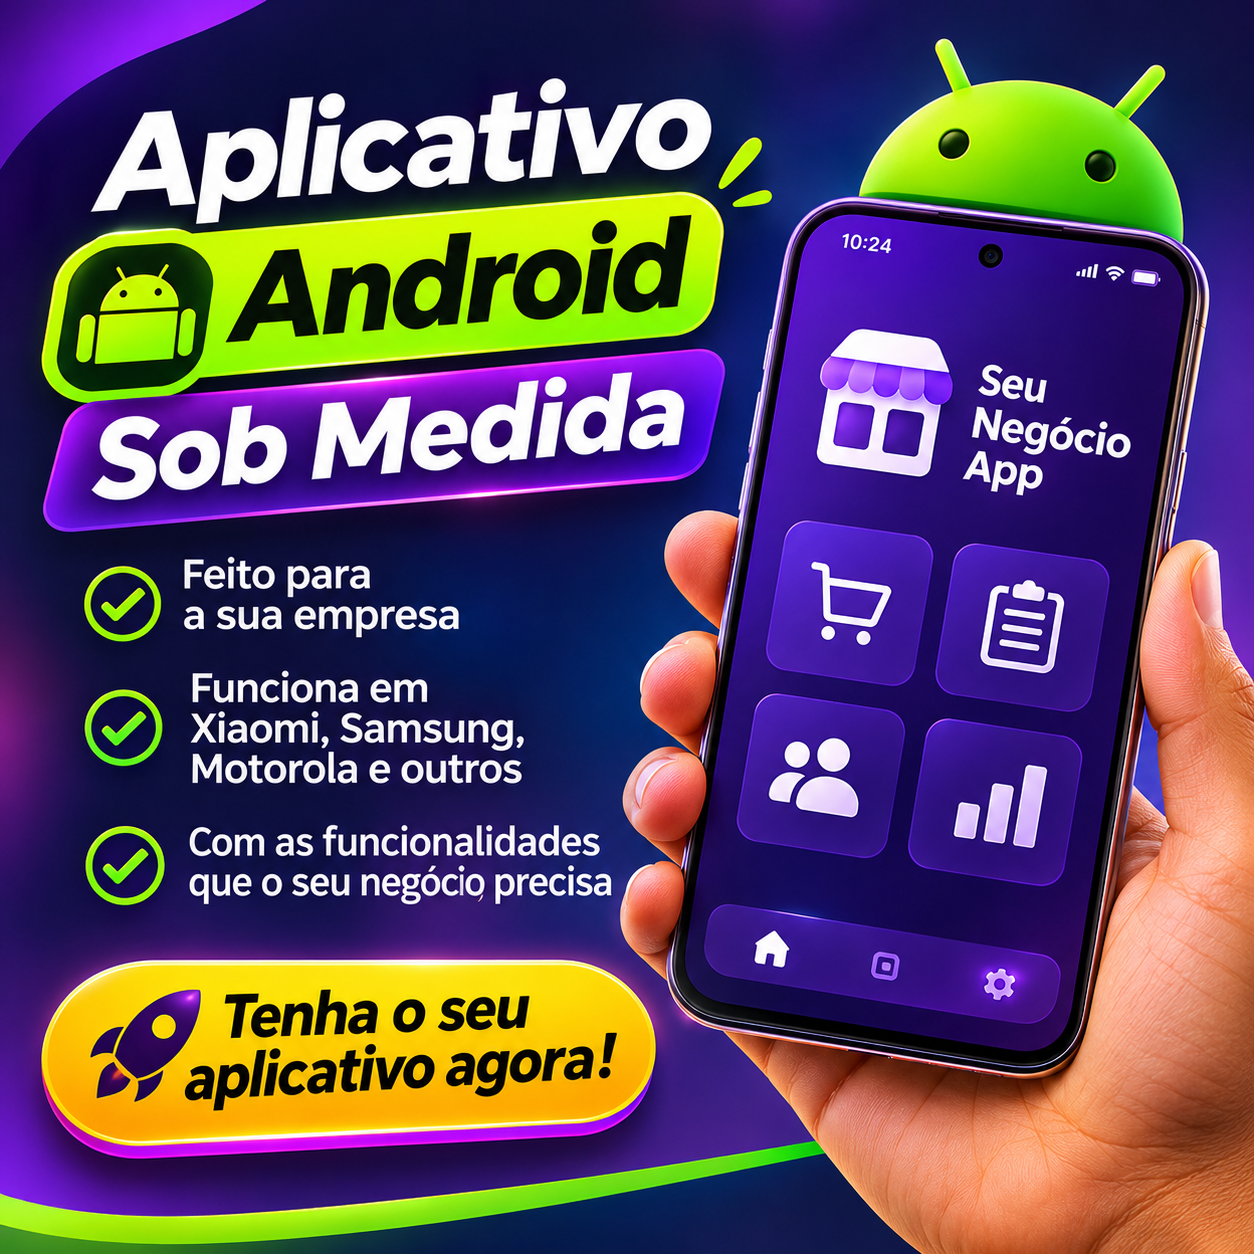 Aplicativo
Android
Sob Medida
Feito para
a sua empresa
Funciona em
Xiaomi, Samsung,
Motorola e outros
Com as funcionalidades
que o seu negócio precisa
Tenha o seu
aplicativo agora!
10:24
Seu
Negócio
App